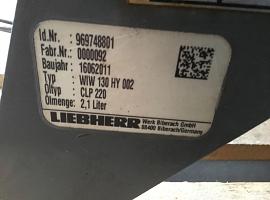 Id.Nr. : 969748801
Fabr.Nr: 0000092
Baujahr : 16062011
Typ : WIW 130 HY 002
Öltyp : CLP 220
Ölmenge: 2,1 Liter
LIEBHERR Werk Biberach GmbH
88400 Biberach/Germany